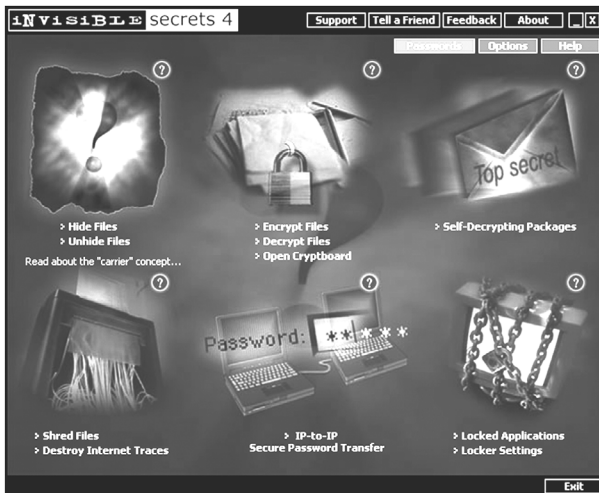 iNVisiBLE secrets 4
Support Tell a Friend Feedback About _ X
Passwords Options Help
? ? ?
Top secret
> Hide Files
> Unhide Files
Read about the "carrier" concept...
> Encrypt Files
> Decrypt Files
> Open Cryptboard
> Self-Decrypting Packages
? ? ?
Password: ** * * *
> Shred Files
> Destroy Internet Traces
> IP-to-IP
Secure Password Transfer
> Locked Applications
> Locker Settings
Exit